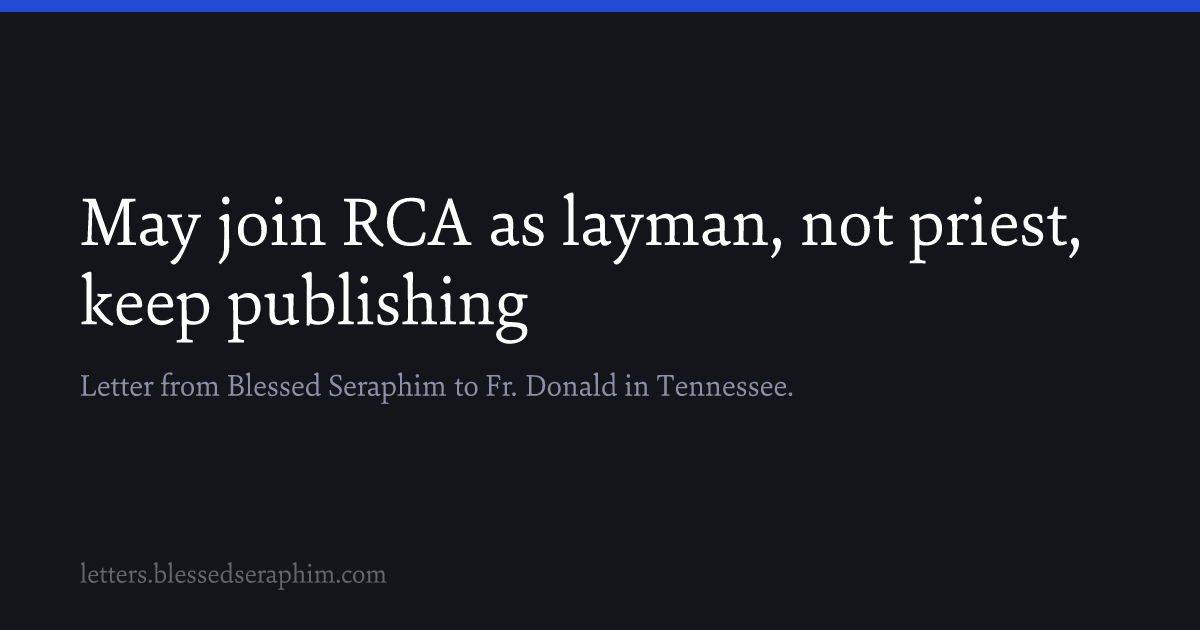 May join RCA as layman, not priest,
keep publishing
Letter from Blessed Seraphim to Fr. Donald in Tennessee.
letters.blessedseraphim.com